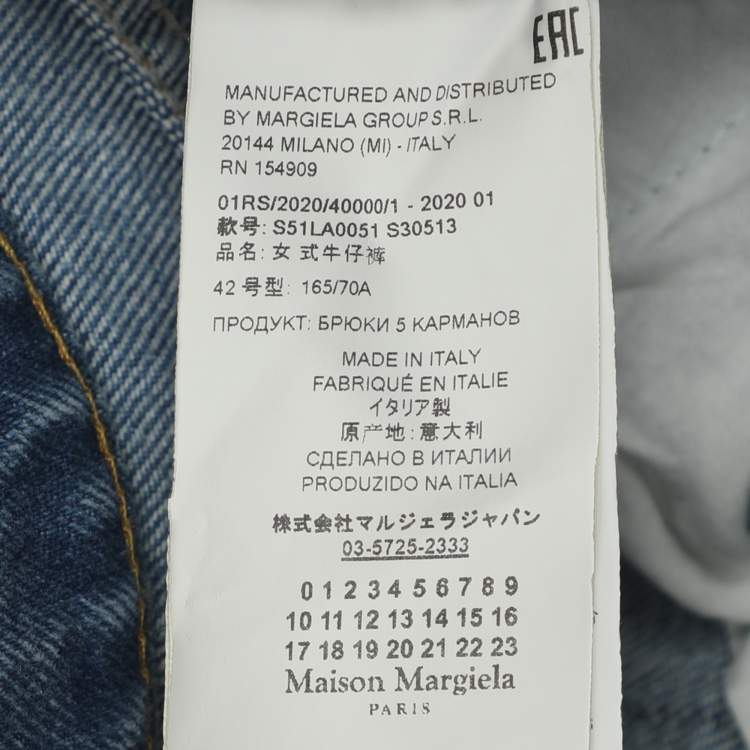 EAC
MANUFACTURED AND DISTRIBUTED
BY MARGIELA GROUP S.R.L.
20144 MILANO (MI) - ITALY
RN 154909
01RS/2020/40000/1 - 2020 01
款号: S51LA0051 S30513
品名: 女 式牛仔裤
42 号型: 165/70A
ПРОДУКТ: БРЮКИ 5 КАРМАНОВ
MADE IN ITALY
FABRIQUÉ EN ITALIE
イタリア製
原产地: 意大利
СДЕЛАНО В ИТАЛИИ
PRODUZIDO NA ITALIA
株式会社マルジェラジャパン
03-5725-2333
0 1 2 3 4 5 6 7 8 9
10 11 12 13 14 15 16
17 18 19 20 21 22 23
Maison Margiela
PARIS